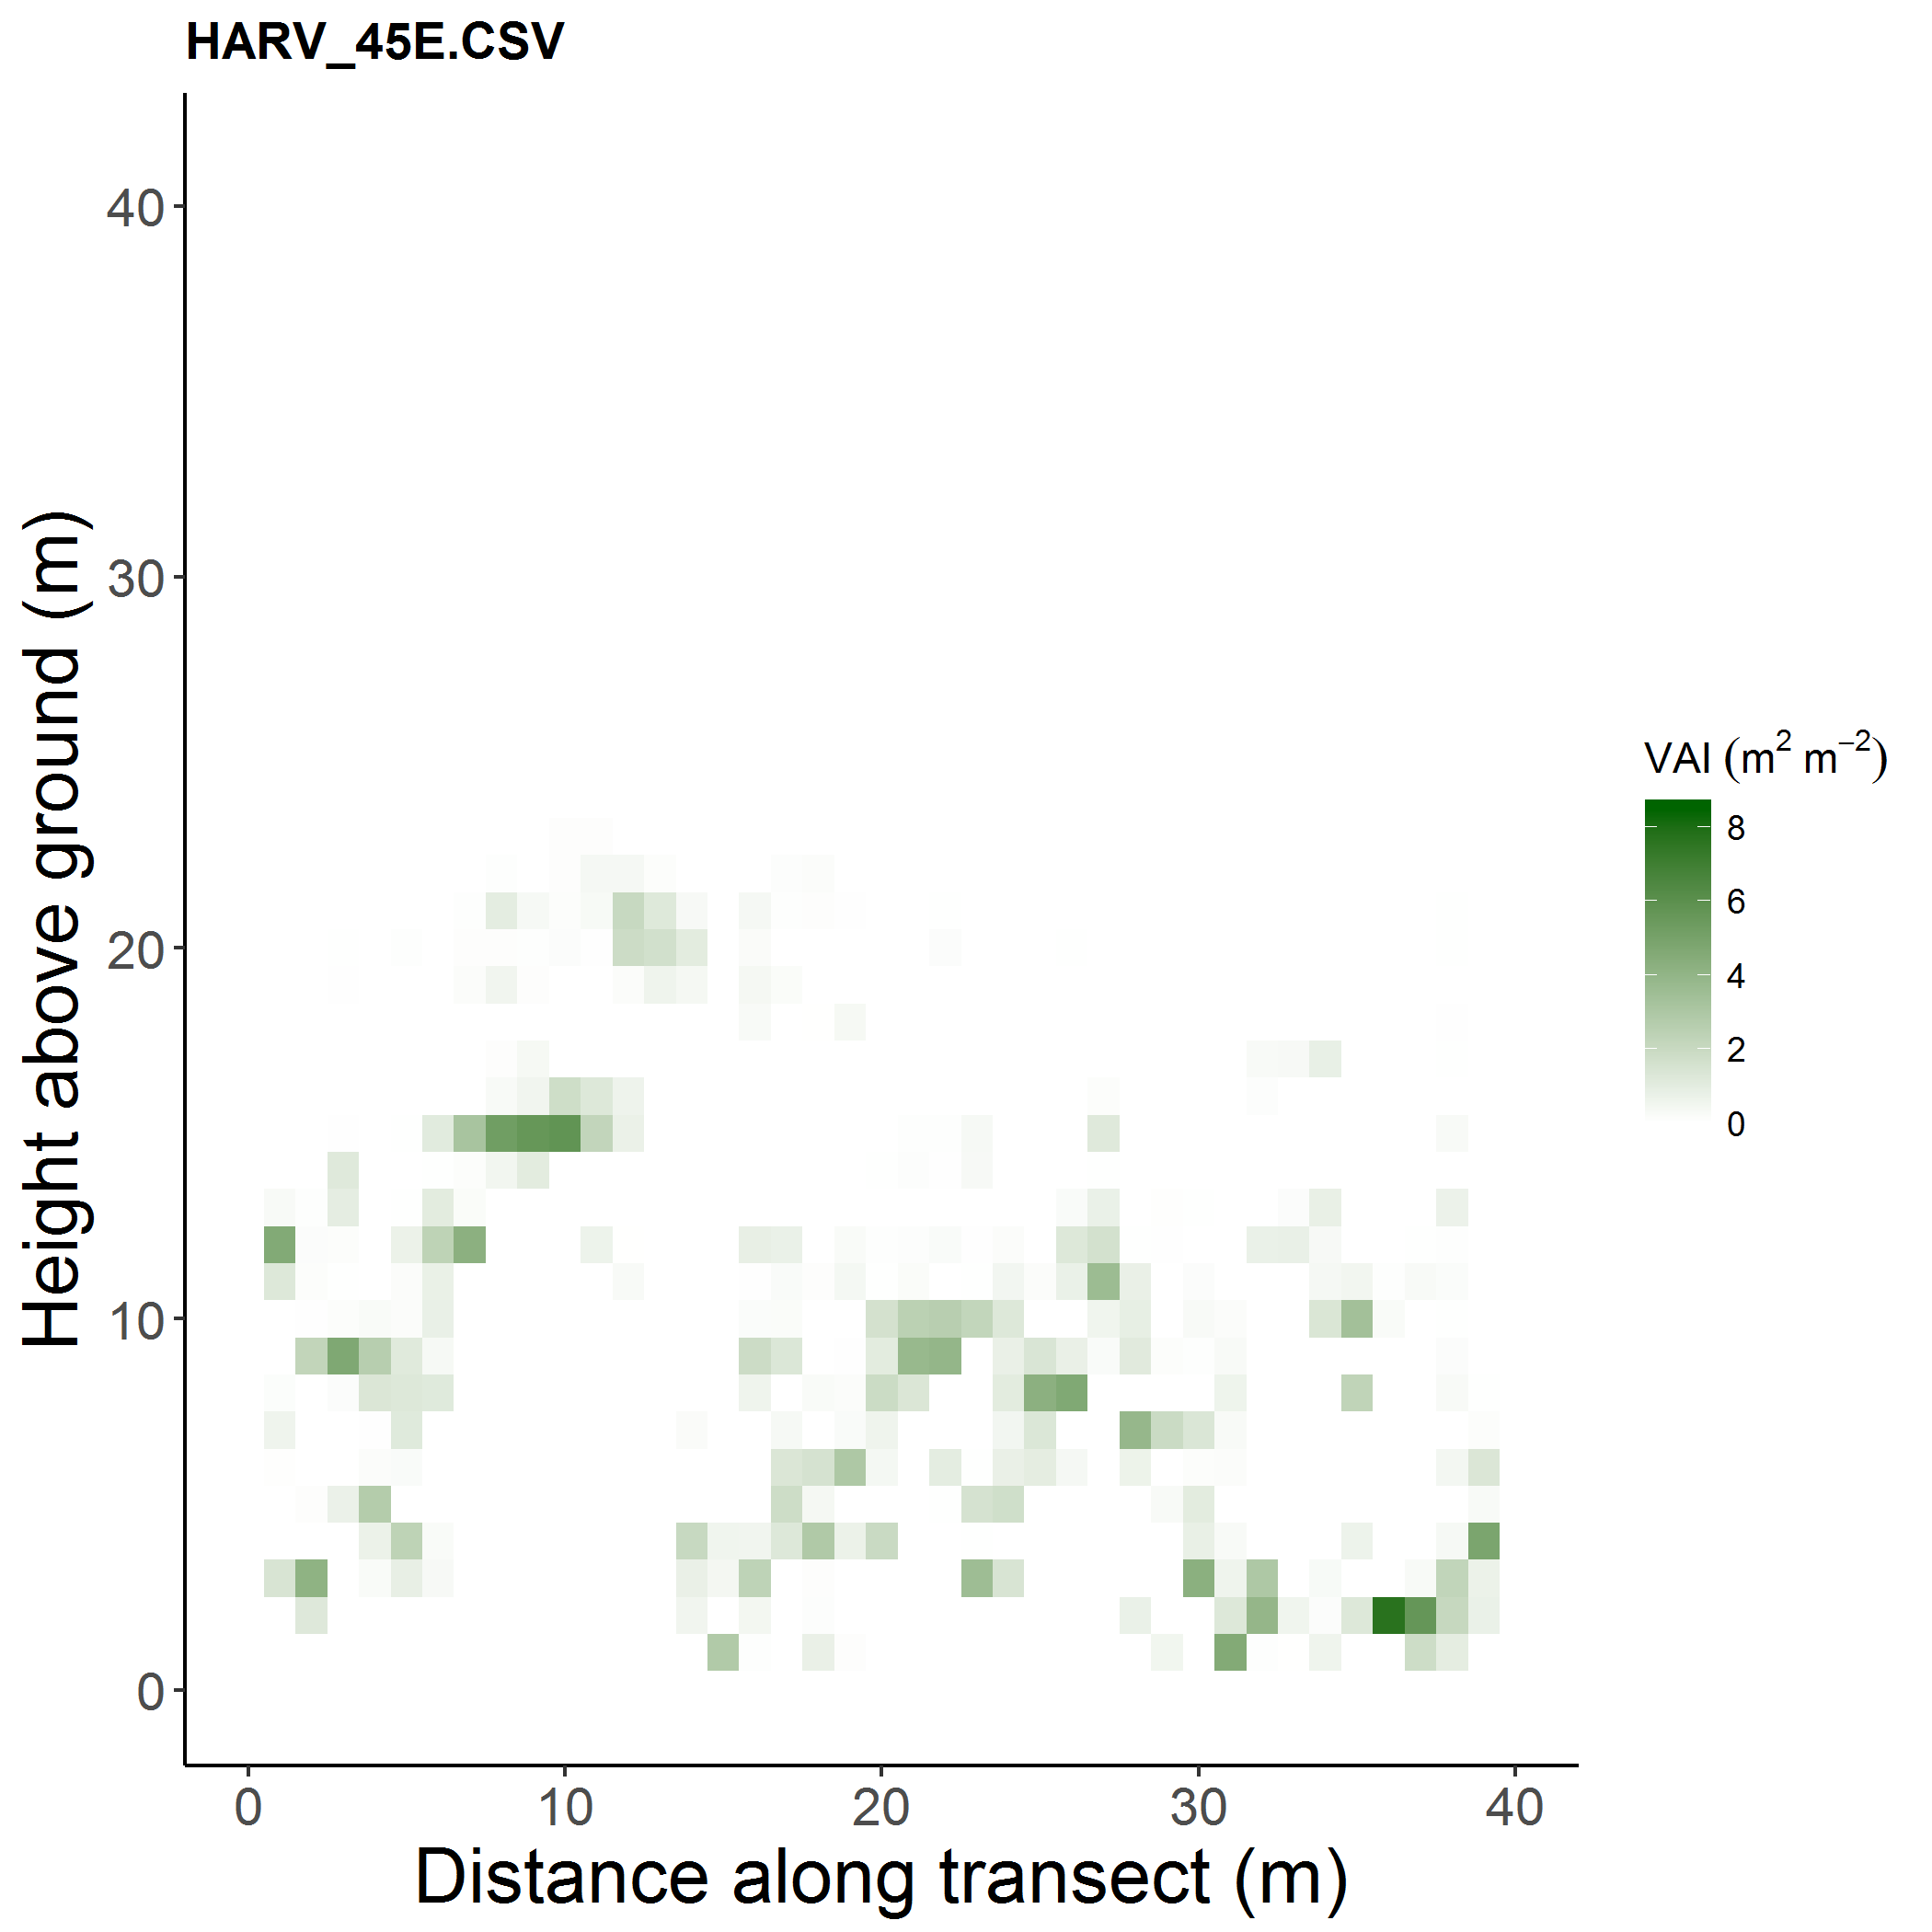 HARV_45E.CSV
Height above ground (m)
40
30
20
10
0
0 10 20 30 40
Distance along transect (m)
VAI (m² m⁻²)
8
6
4
2
0